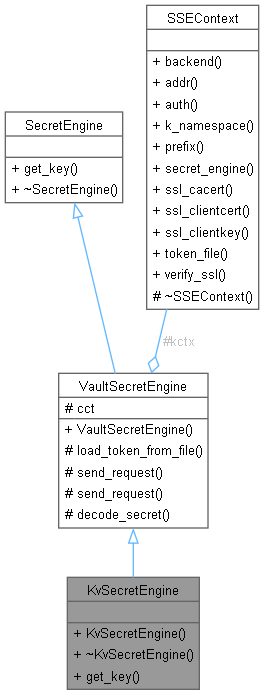 SSEContext
+ backend()
+ addr()
+ auth()
+ k_namespace()
+ prefix()
+ secret_engine()
+ ssl_cacert()
+ ssl_clientcert()
+ ssl_clientkey()
+ token_file()
+ verify_ssl()
# ~SSEContext()
SecretEngine
+ get_key()
+ ~SecretEngine()
#kctx
VaultSecretEngine
# cct
+ VaultSecretEngine()
# load_token_from_file()
# send_request()
# send_request()
# decode_secret()
KvSecretEngine
+ KvSecretEngine()
+ ~KvSecretEngine()
+ get_key()